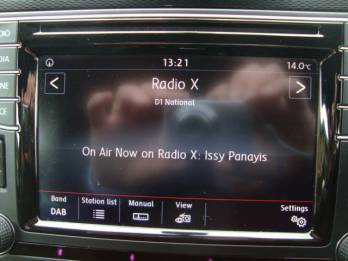 13:21
14.0°C
Radio X
D1 National
On Air Now on Radio X: Issy Panayis
Band
DAB
Station list
Manual
View
Settings